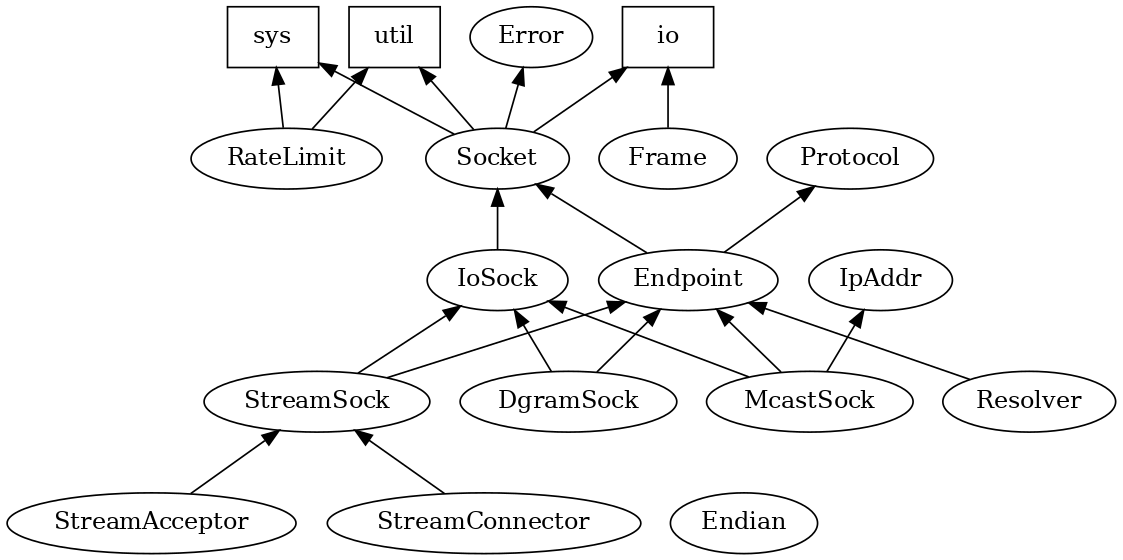 sys
util
Error
io
RateLimit
Socket
Frame
Protocol
IoSock
Endpoint
IpAddr
StreamSock
DgramSock
McastSock
Resolver
StreamAcceptor
StreamConnector
Endian